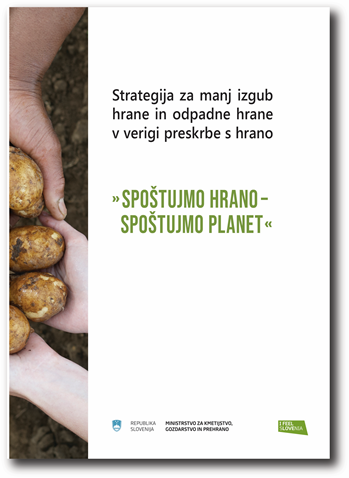 Strategija za manj izgub
hrane in odpadne hrane
v verigi preskrbe s hrano
»SPOŠTUJMO HRANO –
SPOŠTUJMO PLANET«
REPUBLIKA
SLOVENIJA
MINISTRSTVO ZA KMETIJSTVO,
GOZDARSTVO IN PREHRANO
I FEEL
SLOVENIA